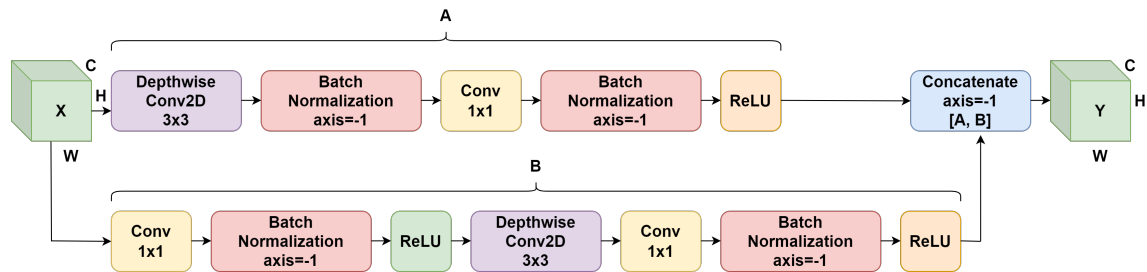 A
C
H
X
W
Depthwise
Conv2D
3x3
Batch
Normalization
axis=-1
Conv
1x1
Batch
Normalization
axis=-1
ReLU
Concatenate
axis=-1
[A, B]
C
H
Y
W
B
Conv
1x1
Batch
Normalization
axis=-1
ReLU
Depthwise
Conv2D
3x3
Conv
1x1
Batch
Normalization
axis=-1
ReLU